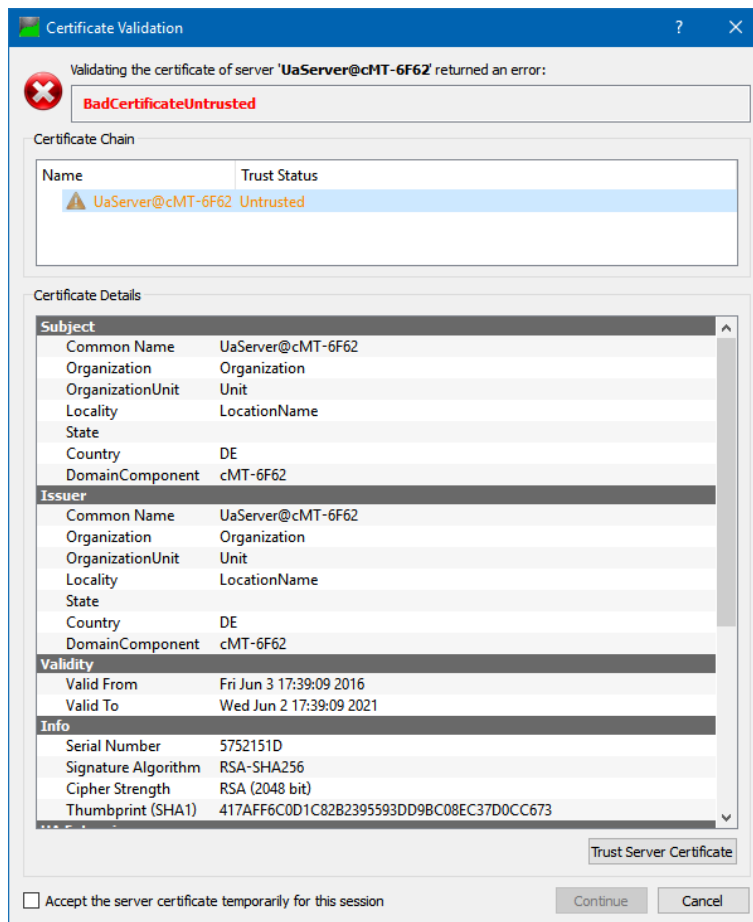 Certificate Validation ? ×
Validating the certificate of server 'UaServer@cMT-6F62' returned an error:
BadCertificateUntrusted
Certificate Chain
Name Trust Status
UaServer@cMT-6F62 Untrusted
Certificate Details
Subject
Common Name UaServer@cMT-6F62
Organization Organization
OrganizationUnit Unit
Locality LocationName
State
Country DE
DomainComponent cMT-6F62
Issuer
Common Name UaServer@cMT-6F62
Organization Organization
OrganizationUnit Unit
Locality LocationName
State
Country DE
DomainComponent cMT-6F62
Validity
Valid From Fri Jun 3 17:39:09 2016
Valid To Wed Jun 2 17:39:09 2021
Info
Serial Number 5752151D
Signature Algorithm RSA-SHA256
Cipher Strength RSA (2048 bit)
Thumbprint (SHA1) 417AFF6C0D1C82B2395593DD9BC08EC37D0CC673
Trust Server Certificate
Accept the server certificate temporarily for this session
Continue Cancel